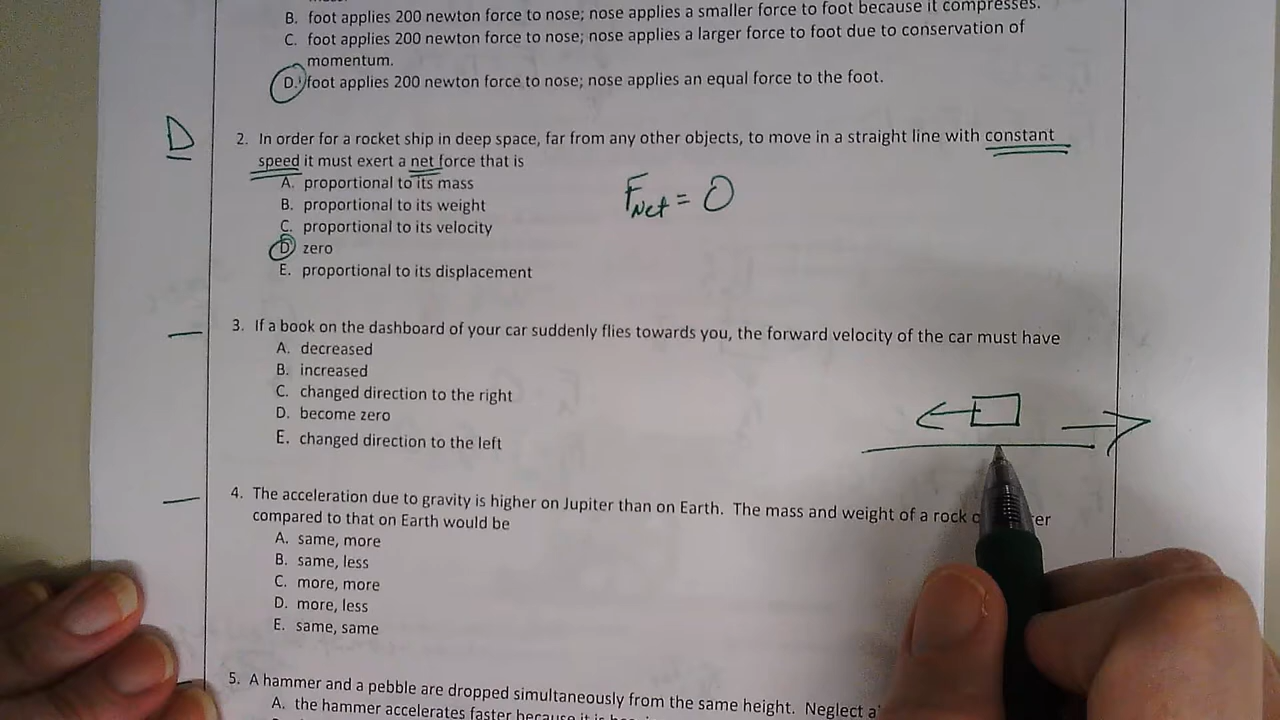 B. foot applies 200 newton force to nose; nose applies a smaller force to foot because it compresses.
C. foot applies 200 newton force to nose; nose applies a larger force to foot due to conservation of
momentum.
D. foot applies 200 newton force to nose; nose applies an equal force to the foot.
D
2. In order for a rocket ship in deep space, far from any other objects, to move in a straight line with constant
speed it must exert a net force that is
A. proportional to its mass
B. proportional to its weight
C. proportional to its velocity
D zero
E. proportional to its displacement
FNet = 0
3. If a book on the dashboard of your car suddenly flies towards you, the forward velocity of the car must have
A. decreased
B. increased
C. changed direction to the right
D. become zero
E. changed direction to the left
4. The acceleration due to gravity is higher on Jupiter than on Earth. The mass and weight of a rock
compared to that on Earth would be
A. same, more
B. same, less
C. more, more
D. more, less
E. same, same
5. A hammer and a pebble are dropped simultaneously from the same height. Neglect
A. the hammer accelerates faster because it is